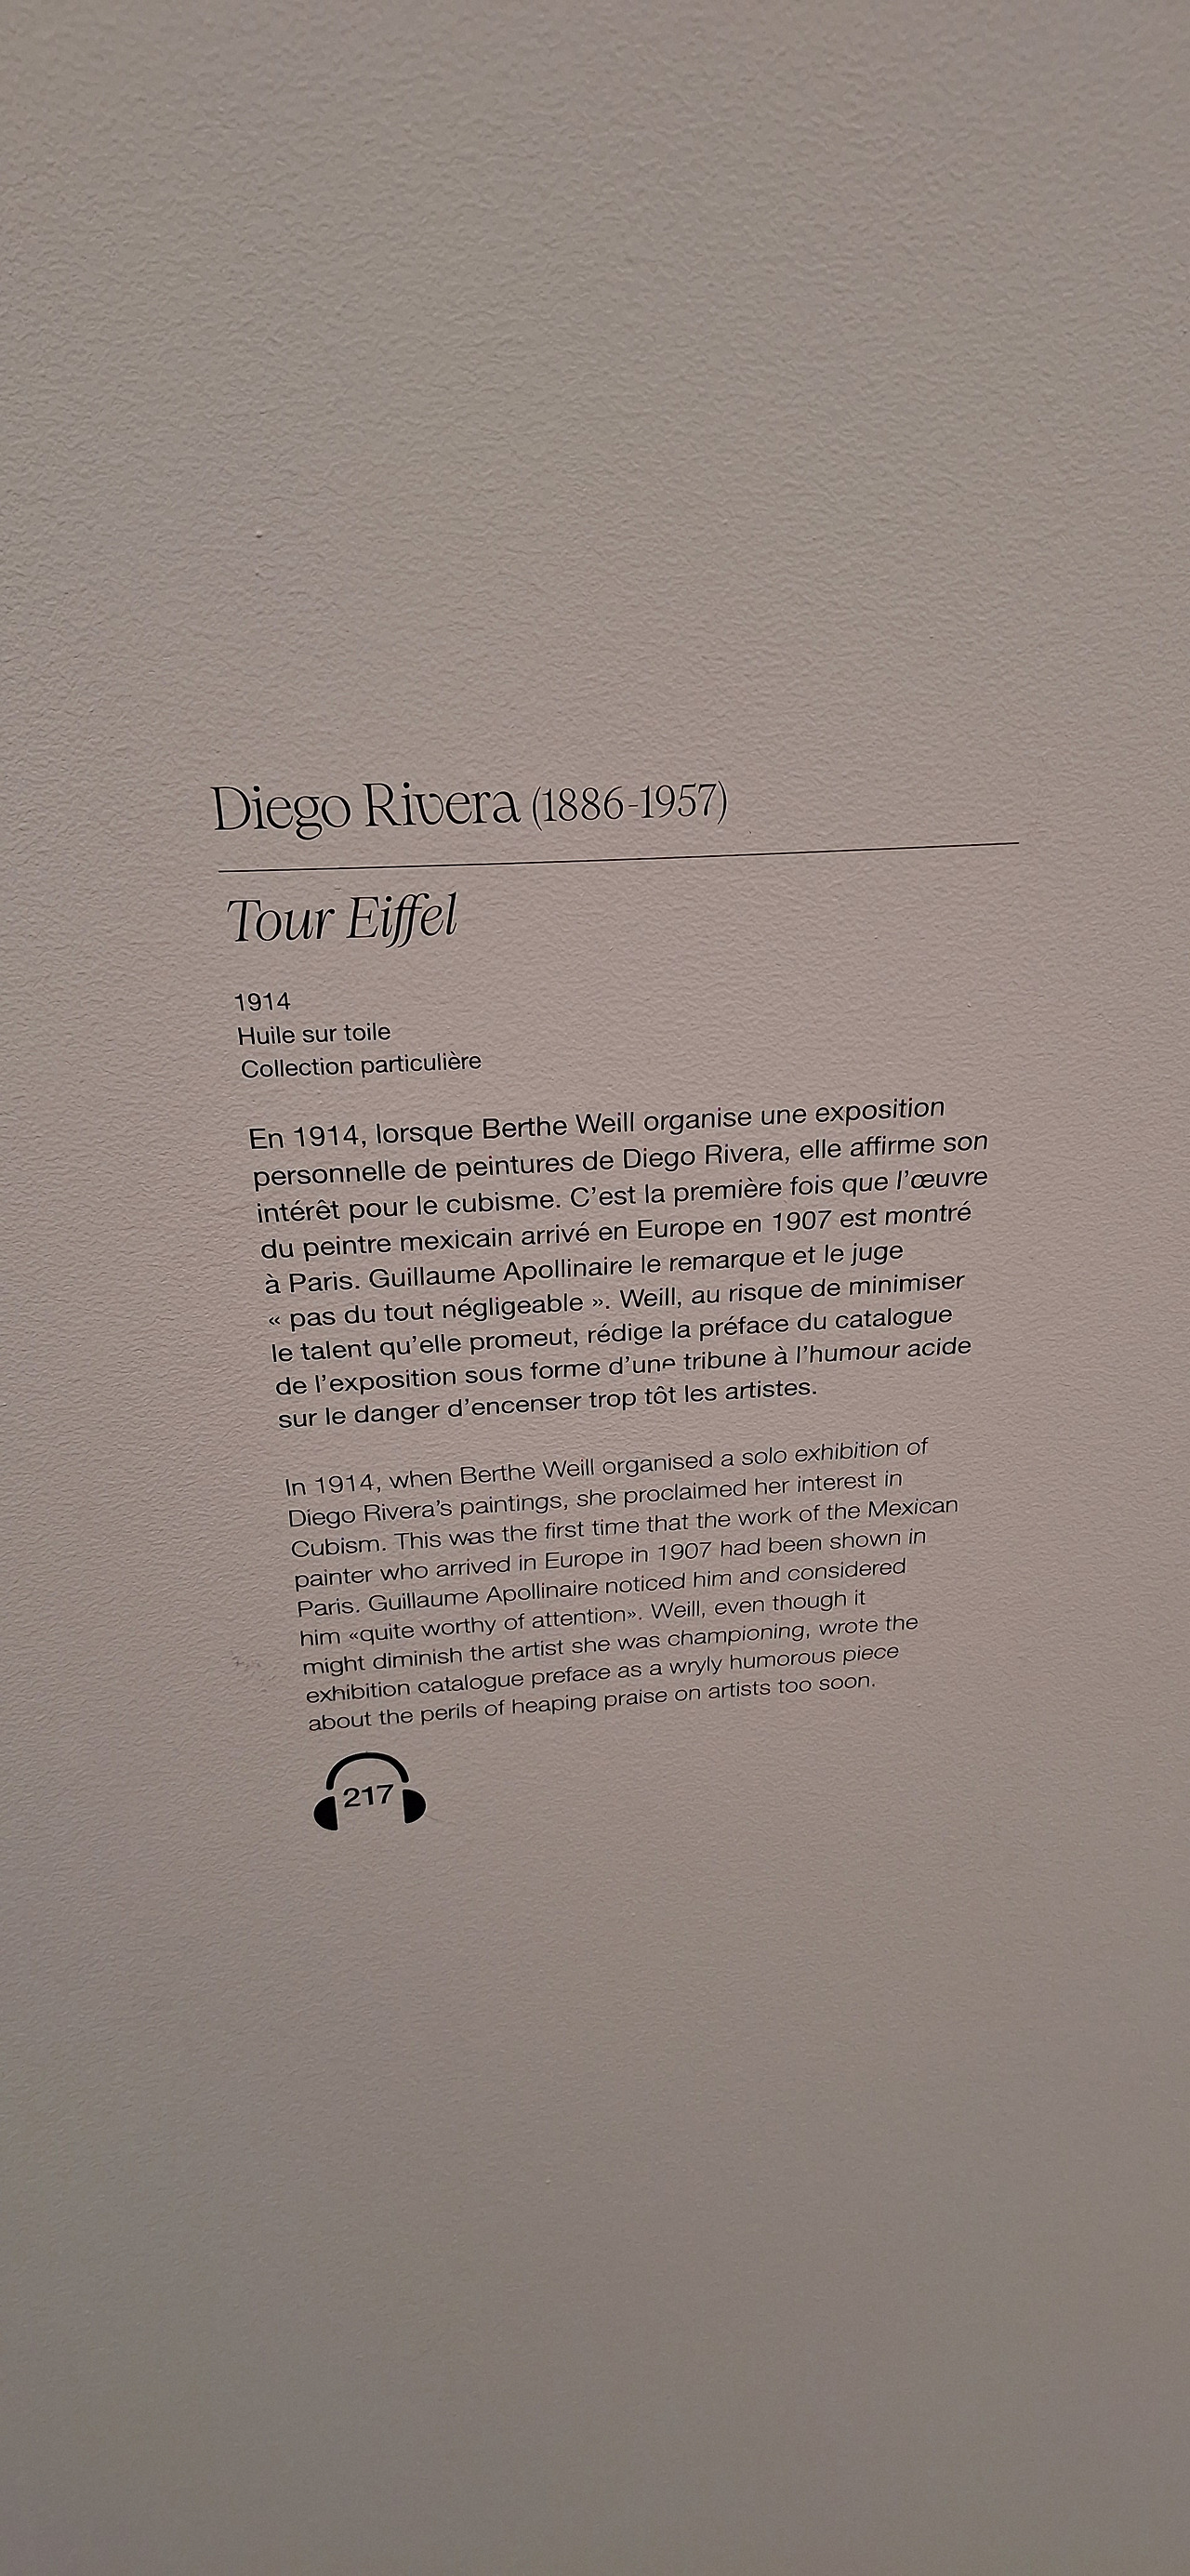 Diego Rivera (1886-1957)
Tour Eiffel
1914
Huile sur toile
Collection particulière
En 1914, lorsque Berthe Weill organise une exposition
personnelle de peintures de Diego Rivera, elle affirme son
intérêt pour le cubisme. C’est la première fois que l’œuvre
du peintre mexicain arrivé en Europe en 1907 est montré
à Paris. Guillaume Apollinaire le remarque et le juge
« pas du tout négligeable ». Weill, au risque de minimiser
le talent qu’elle promeut, rédige la préface du catalogue
de l’exposition sous forme d’une tribune à l’humour acide
sur le danger d’encenser trop tôt les artistes.
In 1914, when Berthe Weill organised a solo exhibition of
Diego Rivera’s paintings, she proclaimed her interest in
Cubism. This was the first time that the work of the Mexican
painter who arrived in Europe in 1907 had been shown in
Paris. Guillaume Apollinaire noticed him and considered
him «quite worthy of attention». Weill, even though it
might diminish the artist she was championing, wrote the
exhibition catalogue preface as a wryly humorous piece
about the perils of heaping praise on artists too soon.
217